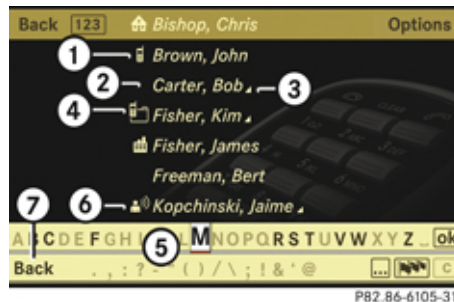 Back 123 Bishop, Chris Options
1 Brown, John
2 Carter, Bob 3
4 Fisher, Kim
Fisher, James
Freeman, Bert
6 Kopchinski, Jaime
7 5
A B C D E F G H I L M N O P Q R S T U V W X Y Z _ ok
Back . , : ? - " ( ) / \ ; ! & ' @ ... c
P82.86-6105-31